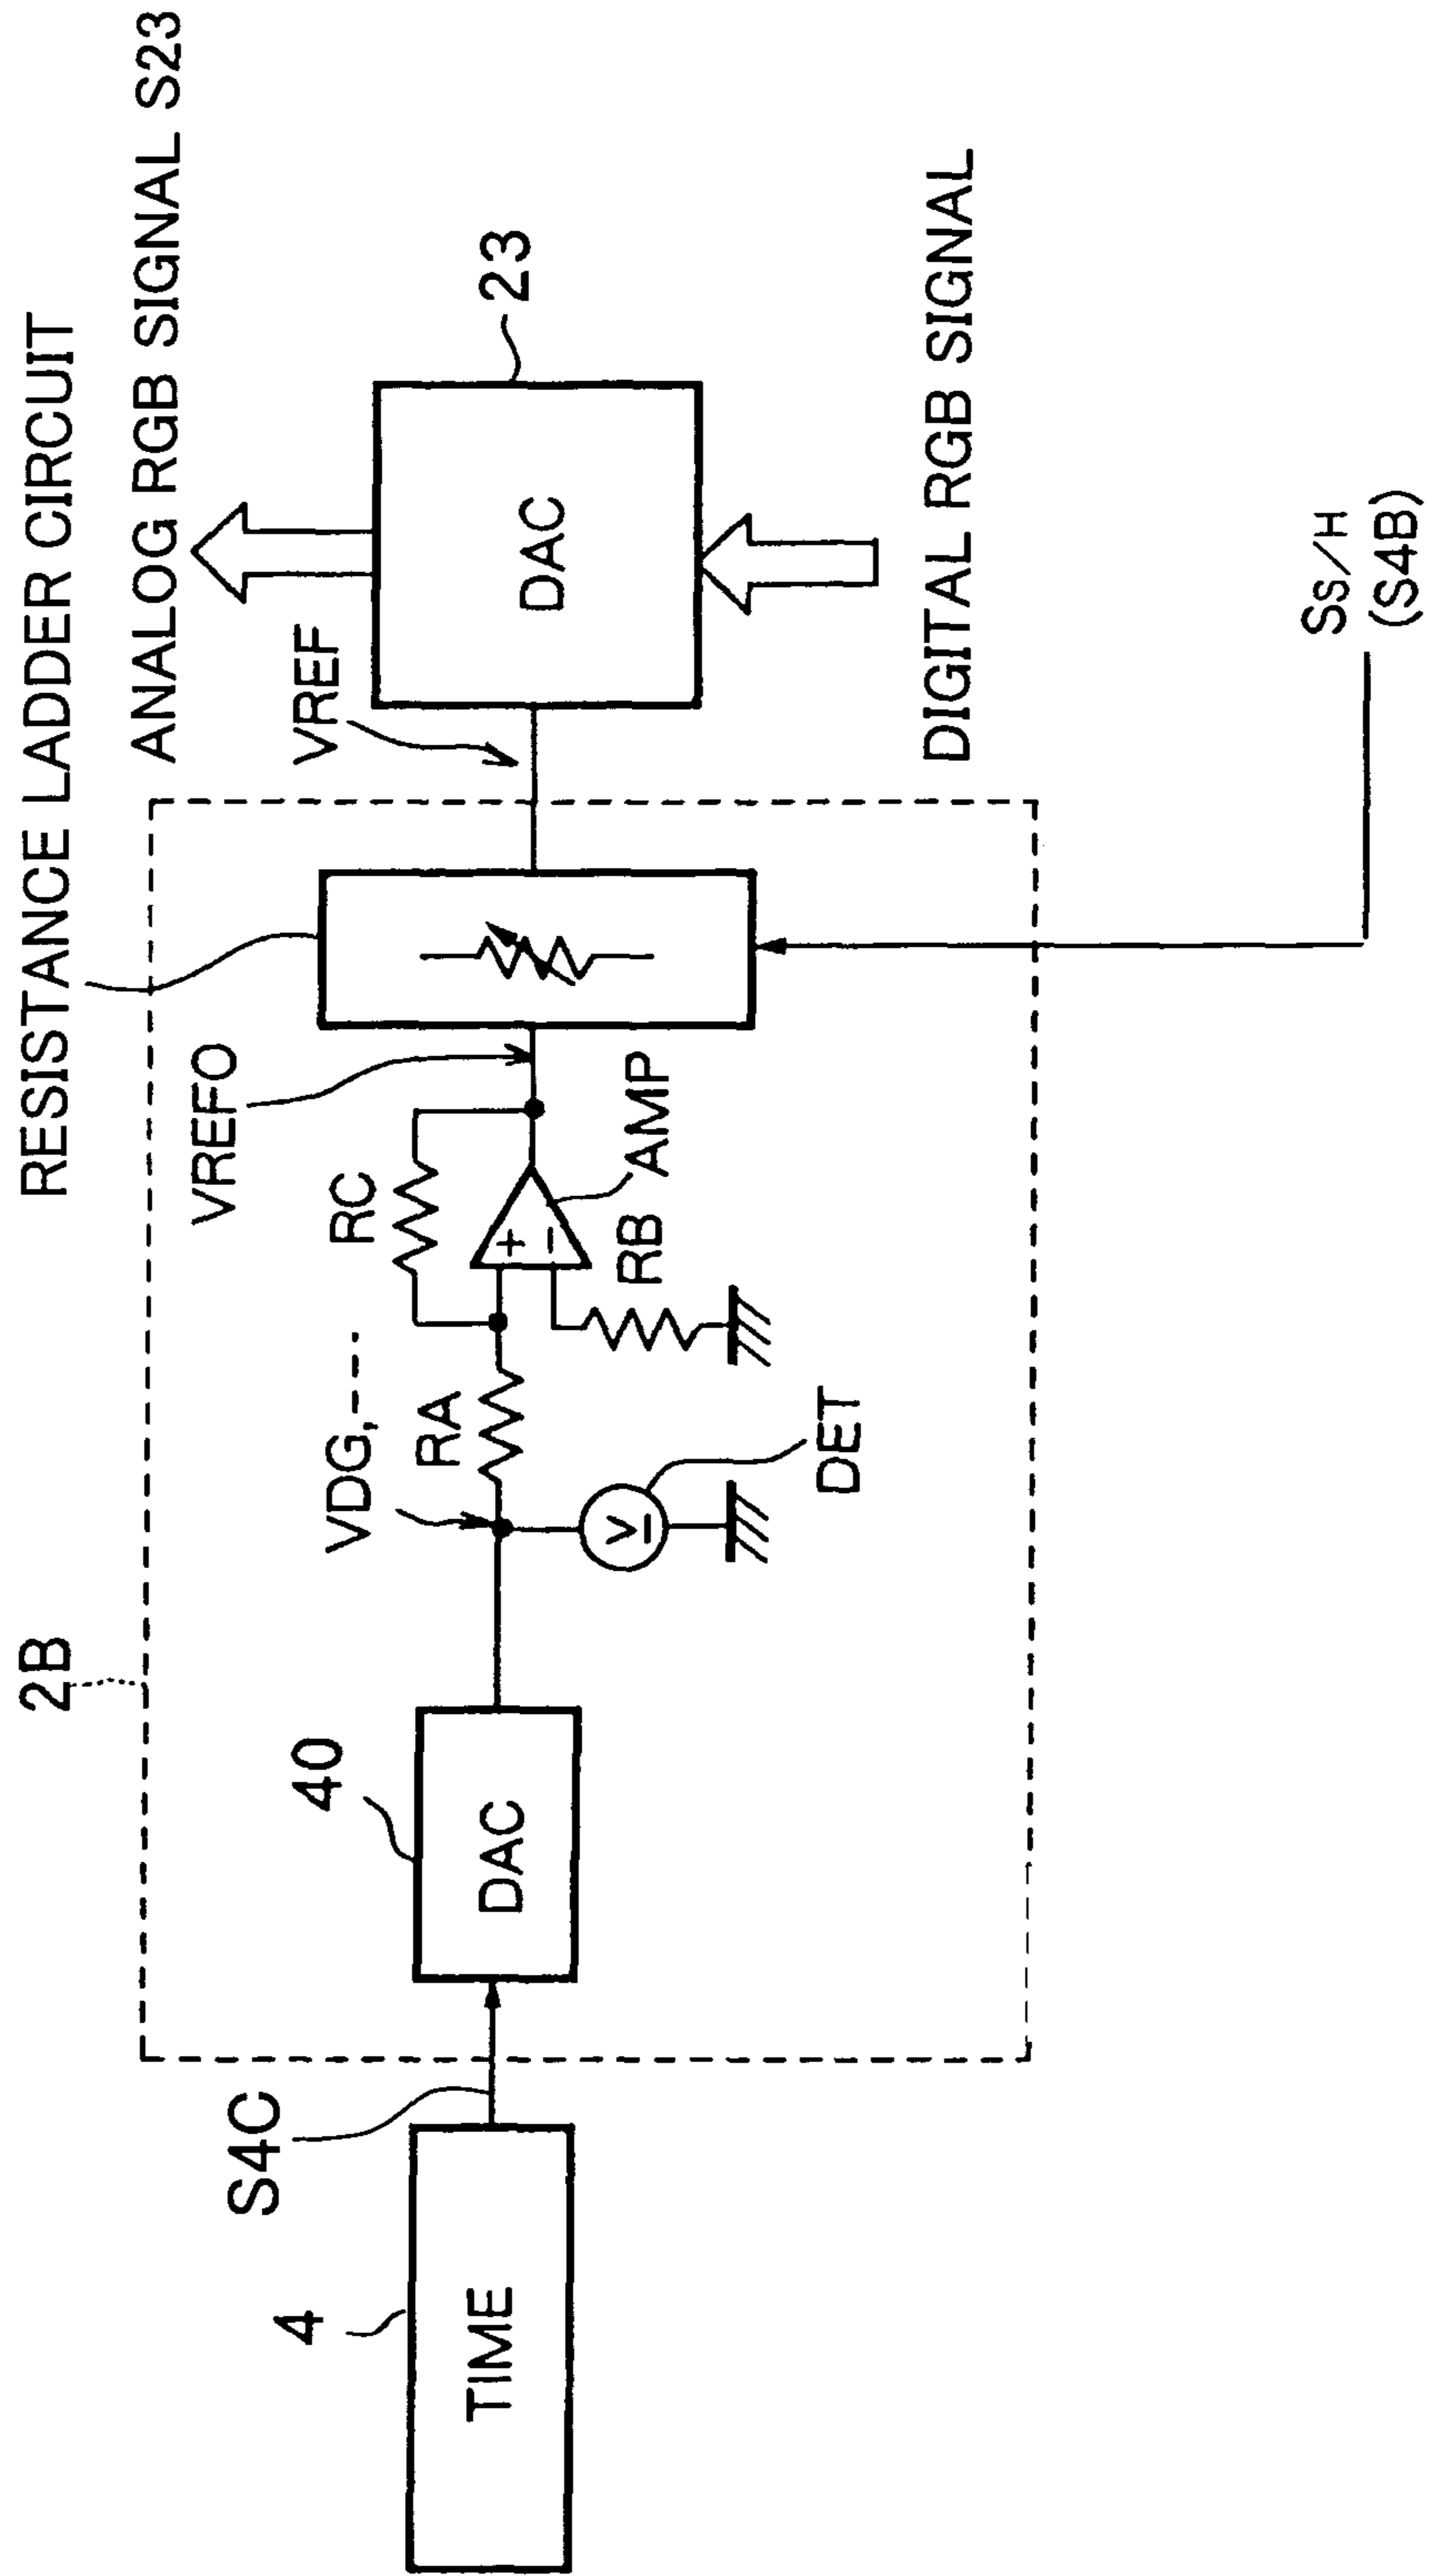 RESISTANCE LADDER CIRCUIT
ANALOG RGB SIGNAL S23
2B
VREF0
VREF
23
S4C
4
40
VDG,---
RC
RA
TIME
DAC
+
-
AMP
DAC
RB
V
DET
DIGITAL RGB SIGNAL
SS/H
(S4B)